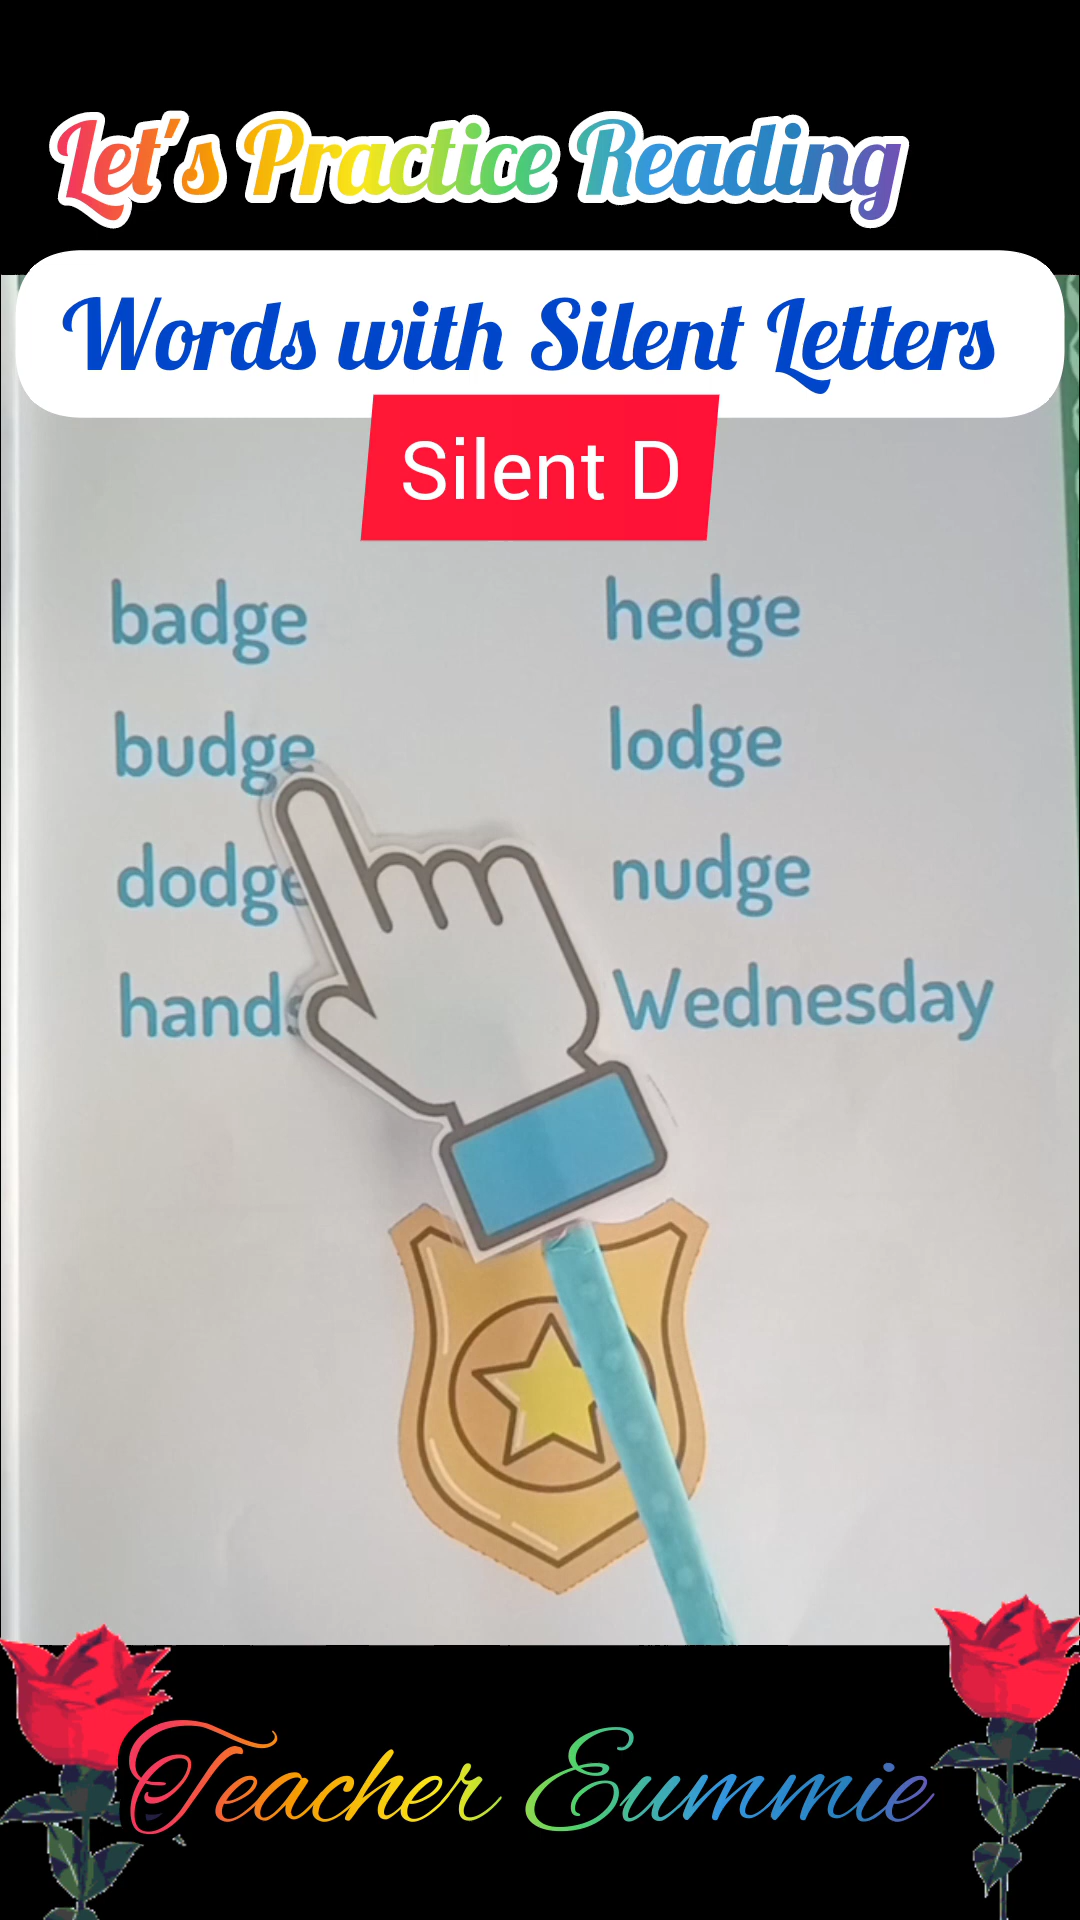 Let's Practice Reading
Words with Silent Letters
Silent D
badge
budge
dodge
hedge
lodge
nudge
Wednesday
Teacher Eummie